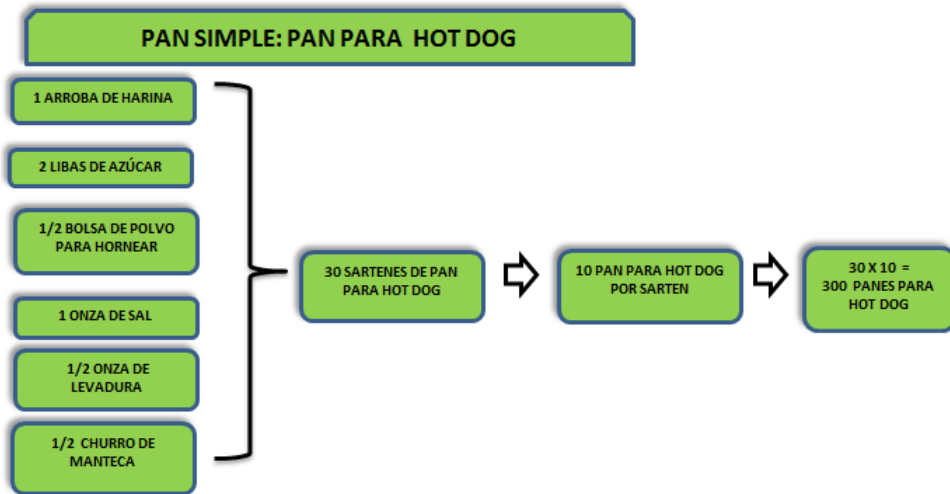 PAN SIMPLE: PAN PARA HOT DOG
1 ARROBA DE HARINA
2 LIBAS DE AZÚCAR
1/2 BOLSA DE POLVO
PARA HORNEAR
1 ONZA DE SAL
1/2 ONZA DE
LEVADURA
1/2 CHURRO DE
MANTECA
30 SARTENES DE PAN
PARA HOT DOG
10 PAN PARA HOT DOG
POR SARTEN
30 X 10 =
300 PANES PARA
HOT DOG